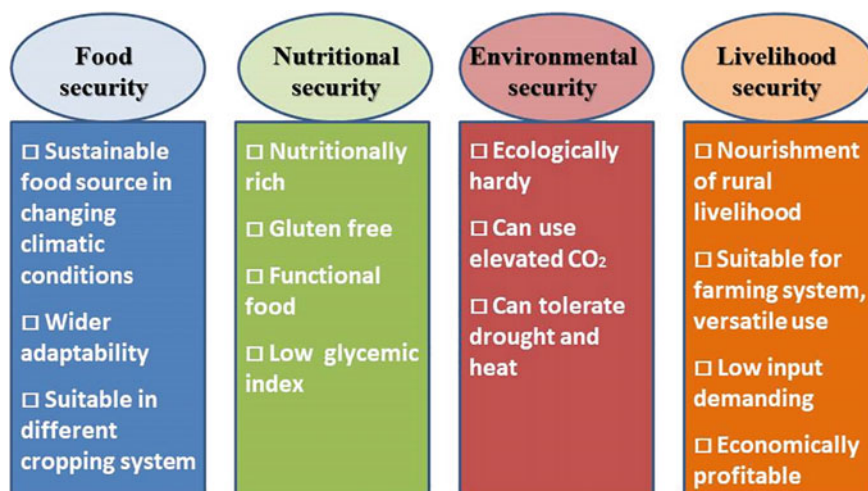 Food
security
☐ Sustainable
food source in
changing
climatic
conditions
☐ Wider
adaptability
☐ Suitable in
different
cropping system
Nutritional
security
☐ Nutritionally
rich
☐ Gluten free
☐ Functional
food
☐ Low glycemic
index
Environmental
security
☐ Ecologically
hardy
☐ Can use
elevated CO₂
☐ Can tolerate
drought and
heat
Livelihood
security
☐ Nourishment
of rural
livelihood
☐ Suitable for
farming system,
versatile use
☐ Low input
demanding
☐ Economically
profitable